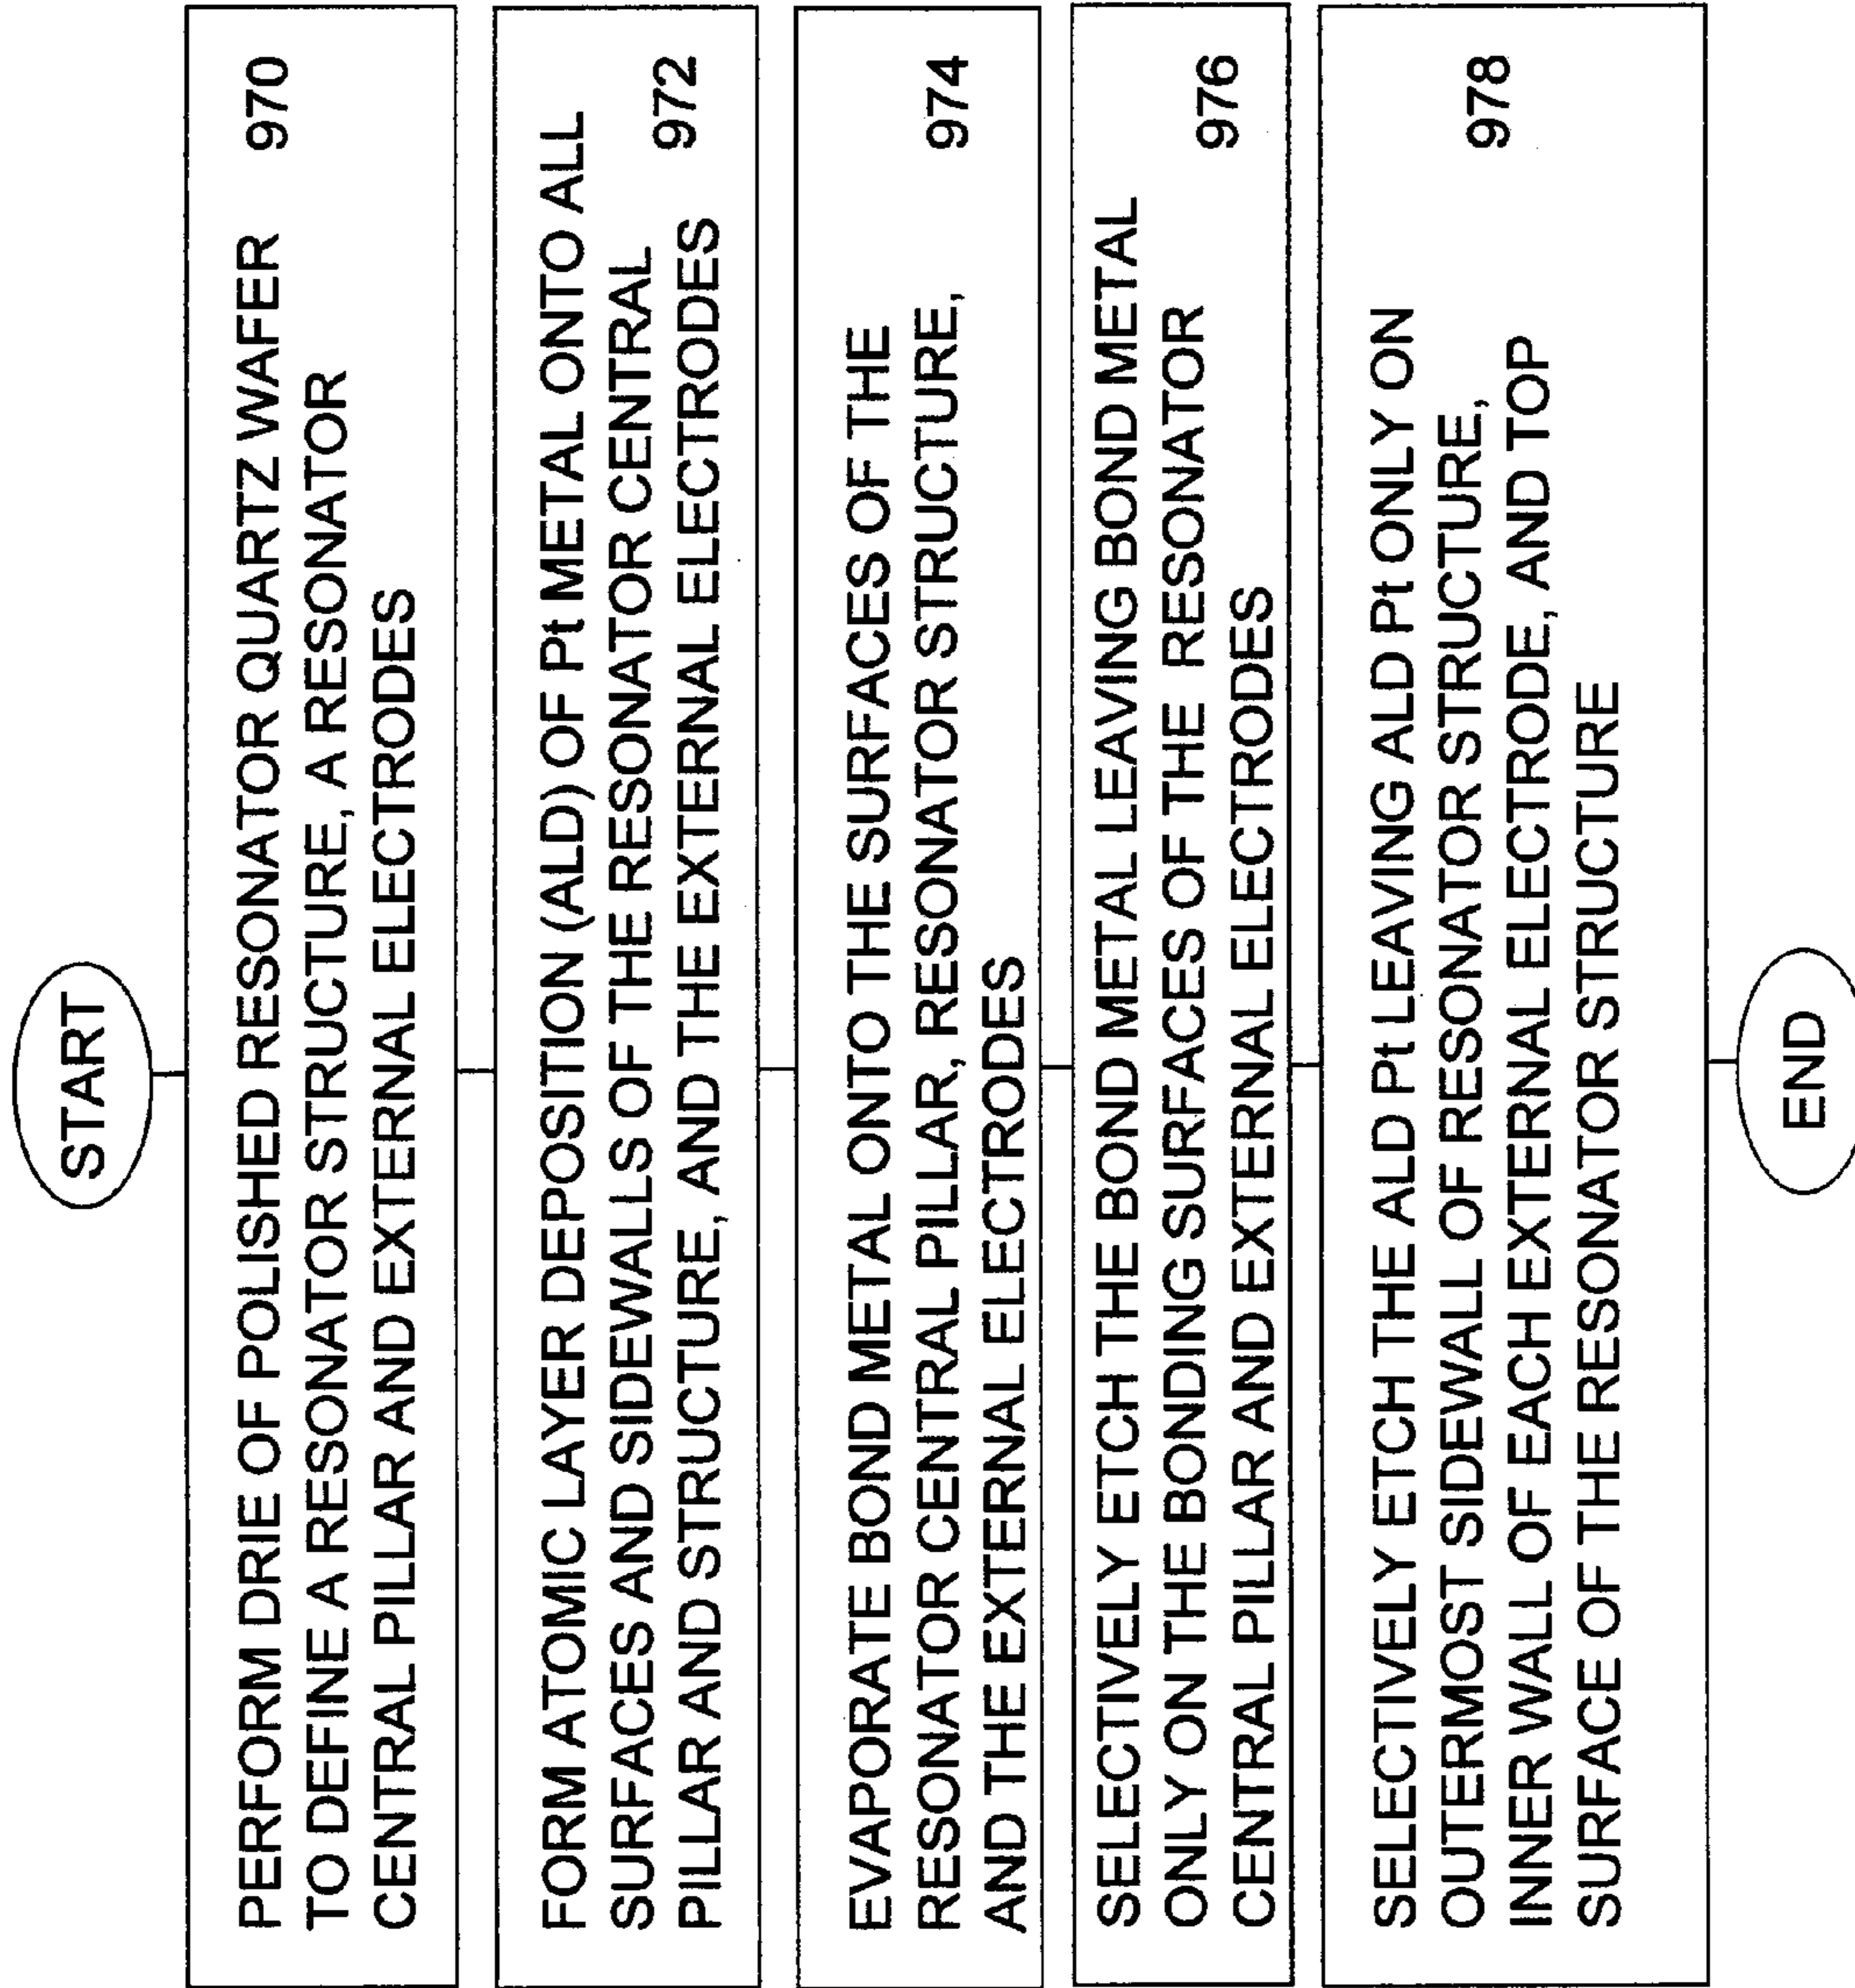 START
PERFORM DRIE OF POLISHED RESONATOR QUARTZ WAFER 970
TO DEFINE A RESONATOR STRUCTURE, A RESONATOR
CENTRAL PILLAR AND EXTERNAL ELECTRODES
FORM ATOMIC LAYER DEPOSITION (ALD) OF Pt METAL ONTO ALL
SURFACES AND SIDEWALLS OF THE RESONATOR CENTRAL 972
PILLAR AND STRUCTURE, AND THE EXTERNAL ELECTRODES
EVAPORATE BOND METAL ONTO THE SURFACES OF THE
RESONATOR CENTRAL PILLAR, RESONATOR STRUCTURE, 974
AND THE EXTERNAL ELECTRODES
SELECTIVELY ETCH THE BOND METAL LEAVING BOND METAL
ONLY ON THE BONDING SURFACES OF THE RESONATOR 976
CENTRAL PILLAR AND EXTERNAL ELECTRODES
SELECTIVELY ETCH THE ALD Pt LEAVING ALD Pt ONLY ON
OUTERMOST SIDEWALL OF RESONATOR STRUCTURE, 978
INNER WALL OF EACH EXTERNAL ELECTRODE, AND TOP
SURFACE OF THE RESONATOR STRUCTURE
END